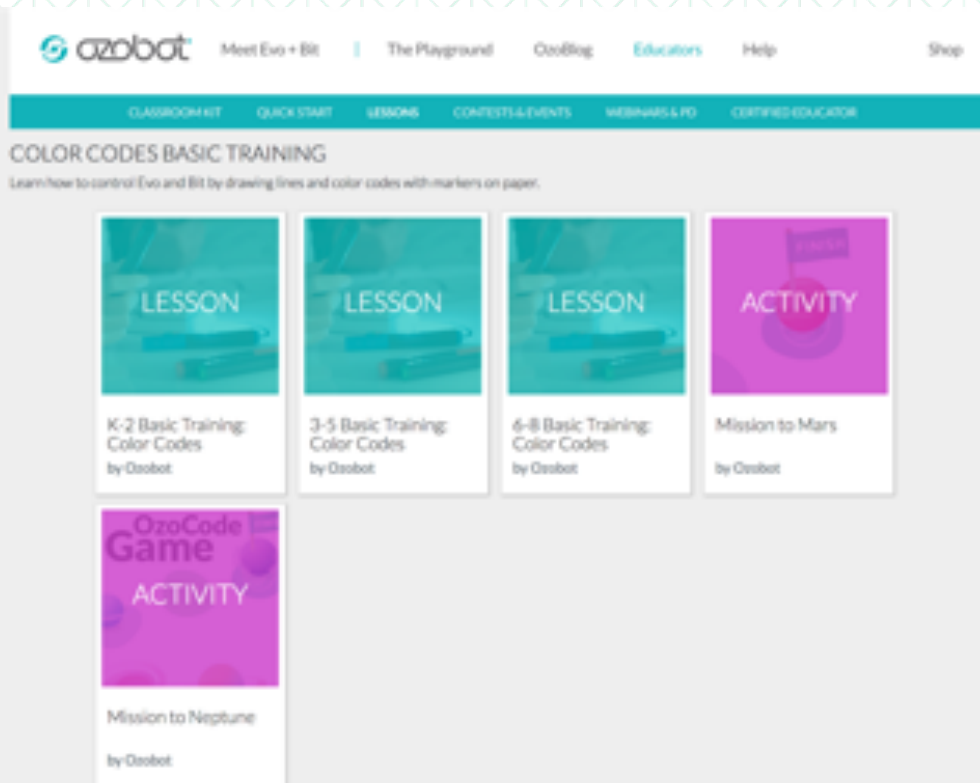 ozobot Meet Evo + Bit | The Playground OzoBlog Educators Help Shop
CLASSROOM KIT QUICK START LESSONS CONTESTS & EVENTS WEBINARS & PD CERTIFIED EDUCATOR
COLOR CODES BASIC TRAINING
Learn how to control Evo and Bit by drawing lines and color codes with markers on paper.
LESSON LESSON LESSON FINISH ACTIVITY
K-2 Basic Training:
Color Codes
by Ozobot
3-5 Basic Training:
Color Codes
by Ozobot
6-8 Basic Training:
Color Codes
by Ozobot
Mission to Mars
by Ozobot
OzoCode
Game
ACTIVITY
Mission to Neptune
by Ozobot